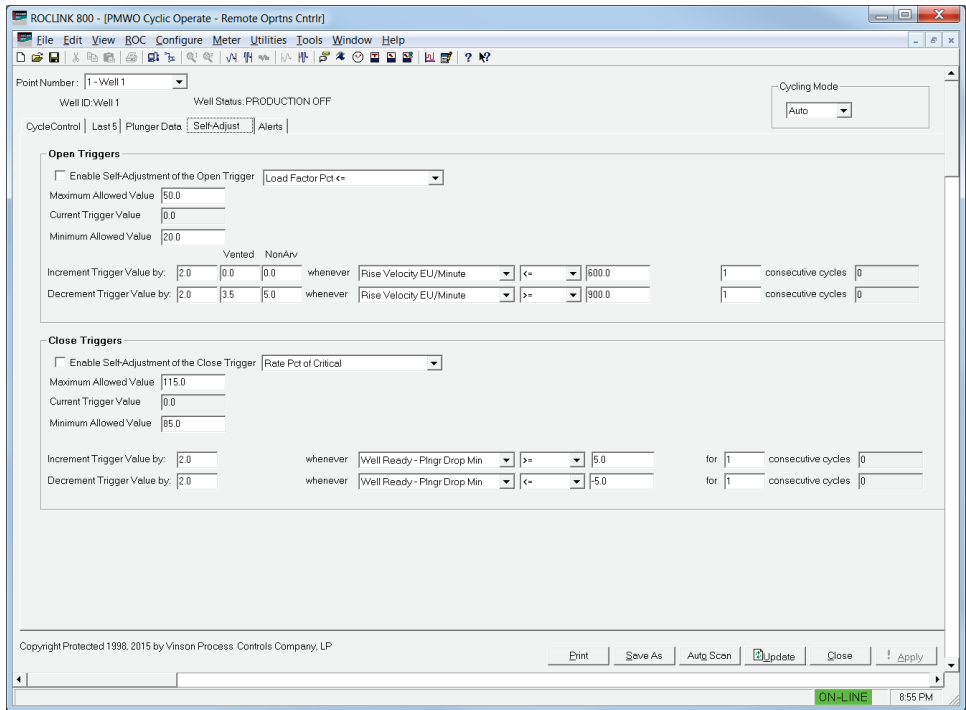 ROCLINK 800 - [PMWO Cyclic Operate - Remote Oprtns Cntrlr]
File Edit View ROC Configure Meter Utilities Tools Window Help
Point Number : 1 - Well 1
Cycling Mode
Well ID: Well 1 Well Status: PRODUCTION OFF
Auto
CycleControl Last 5 Plunger Data Self-Adjust Alerts
Open Triggers
Enable Self-Adjustment of the Open Trigger Load Factor Pct <=
Maximum Allowed Value 50.0
Current Trigger Value 0.0
Minimum Allowed Value 20.0
Vented NonArv
Increment Trigger Value by: 2.0 0.0 0.0 whenever Rise Velocity EU/Minute <= 600.0 1 consecutive cycles 0
Decrement Trigger Value by: 2.0 3.5 5.0 whenever Rise Velocity EU/Minute >= 900.0 1 consecutive cycles 0
Close Triggers
Enable Self-Adjustment of the Close Trigger Rate Pct of Critical
Maximum Allowed Value 115.0
Current Trigger Value 0.0
Minimum Allowed Value 85.0
Increment Trigger Value by: 2.0 whenever Well Ready - Plngr Drop Min >= 5.0 for 1 consecutive cycles 0
Decrement Trigger Value by: 2.0 whenever Well Ready - Plngr Drop Min <= -5.0 for 1 consecutive cycles 0
Copyright Protected 1998, 2015 by Vinson Process Controls Company, LP
Print Save As Auto Scan Update Close ! Apply
ON-LINE 8:55 PM